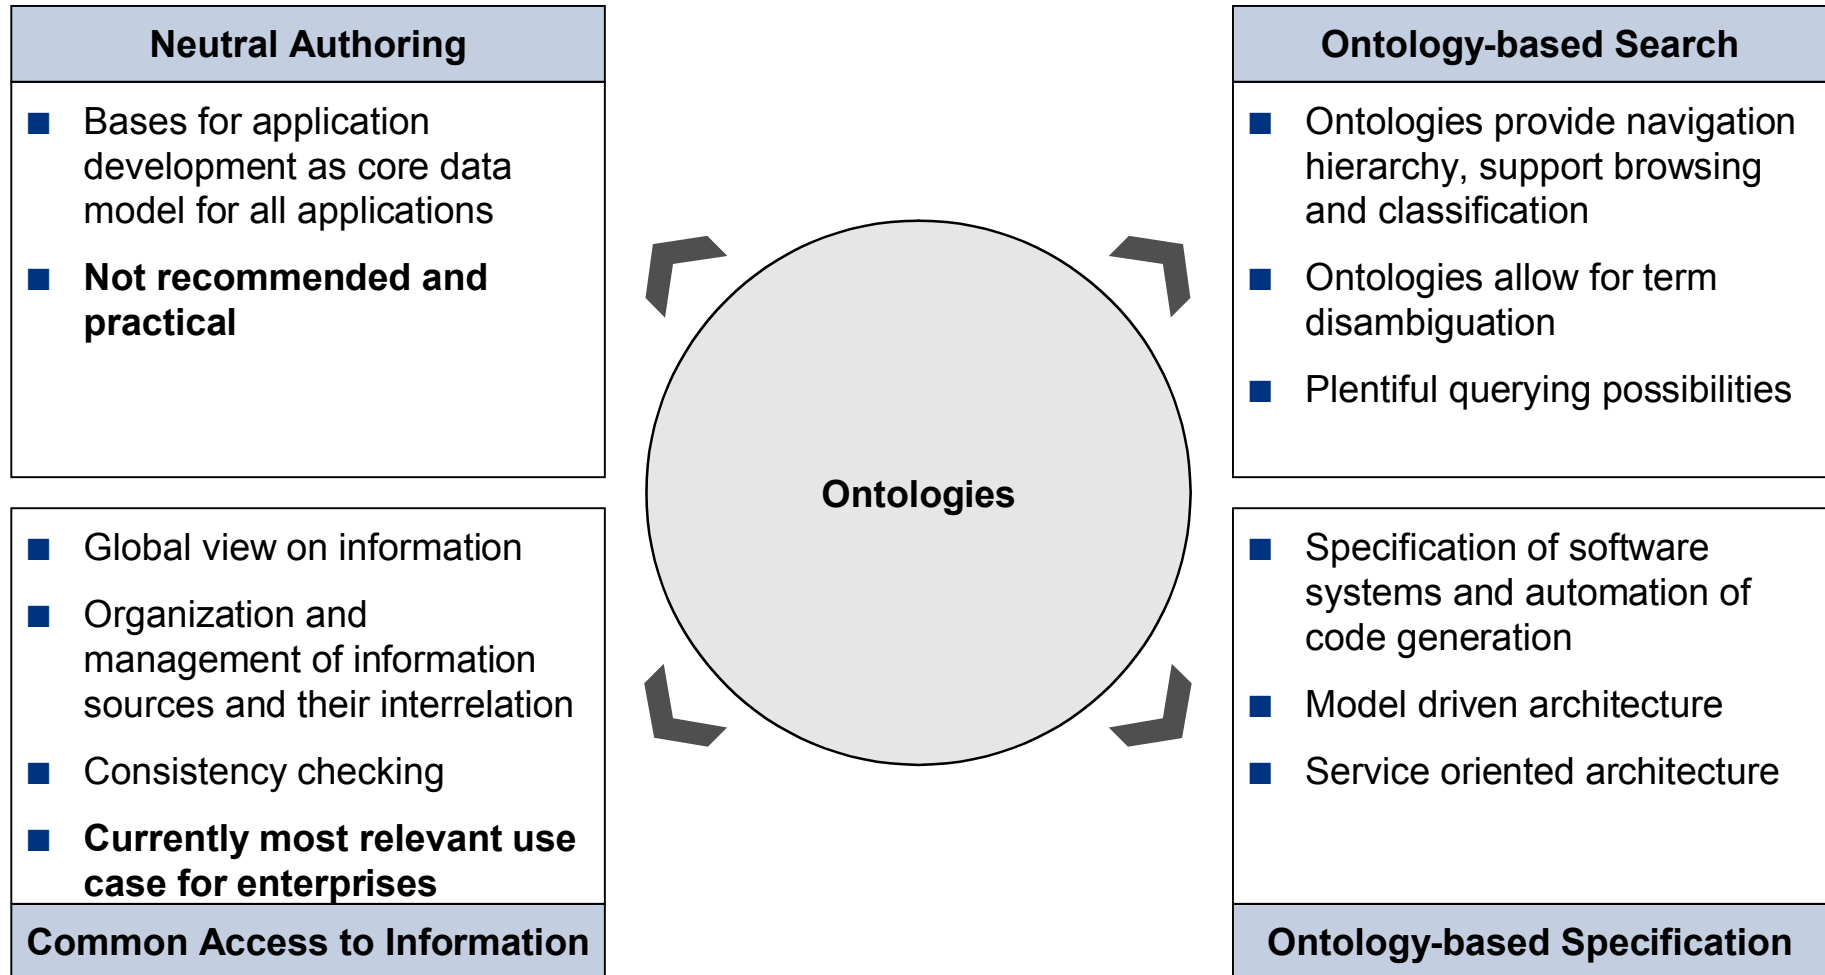 Neutral Authoring
Bases for application
development as core data
model for all applications
Not recommended and
practical
Ontology-based Search
Ontologies provide navigation
hierarchy, support browsing
and classification
Ontologies allow for term
disambiguation
Plentiful querying possibilities
Ontologies
Global view on information
Organization and
management of information
sources and their interrelation
Consistency checking
Currently most relevant use
case for enterprises
Common Access to Information
Specification of software
systems and automation of
code generation
Model driven architecture
Service oriented architecture
Ontology-based Specification